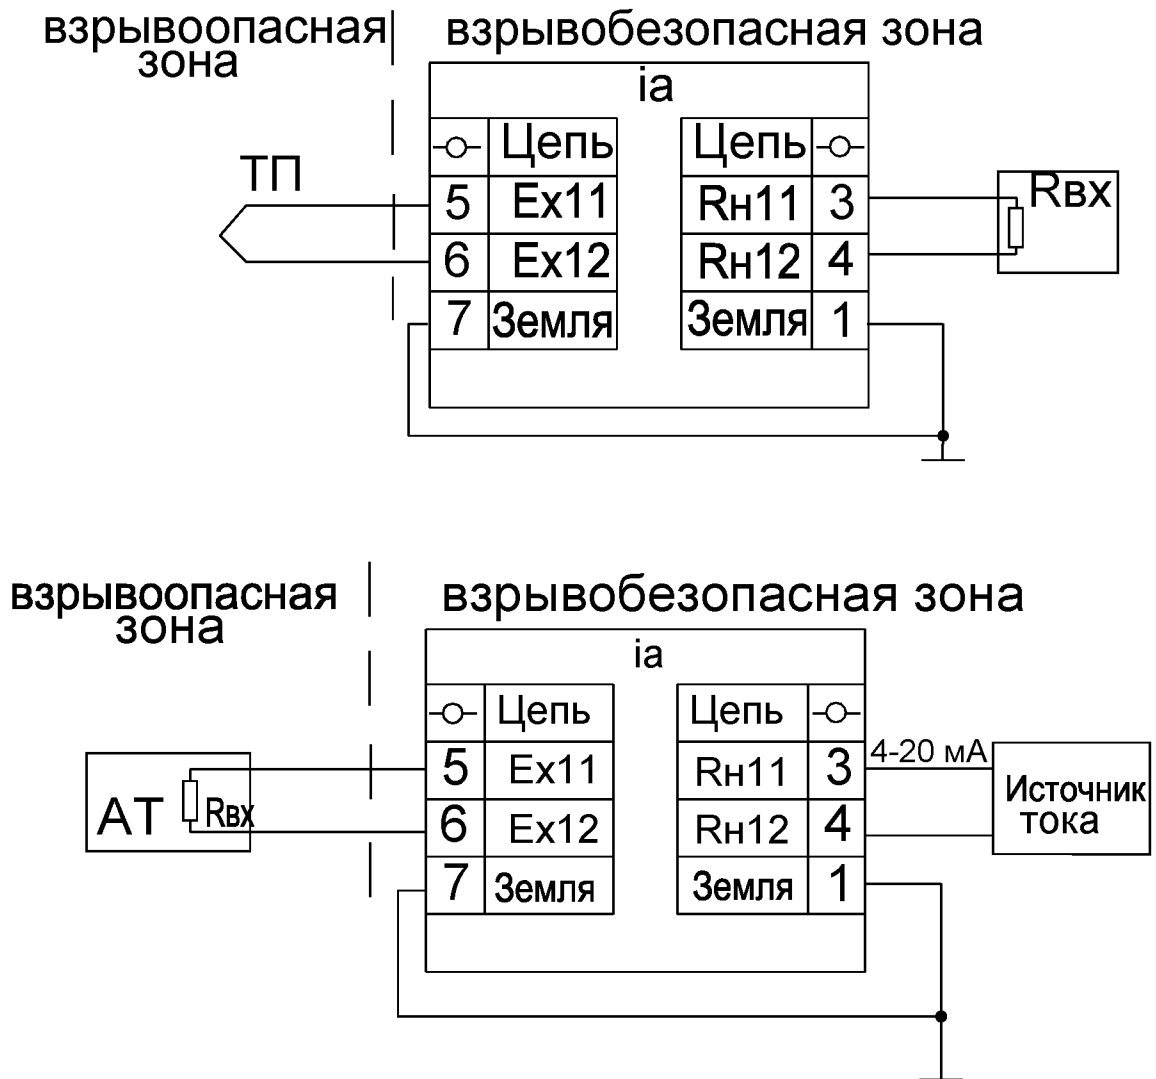 взрывоопасная
зона
взрывобезопасная зона
ia
Цепь
Цепь
ТП
5 Ex11
Rн11 3
Rвх
6 Ex12
Rн12 4
7 Земля
Земля 1
взрывоопасная
зона
взрывобезопасная зона
ia
Цепь
Цепь
5 Ex11
Rн11 3
4-20 мА
6 Ex12
Rн12 4
АТ
Rвх
Источник
тока
7 Земля
Земля 1